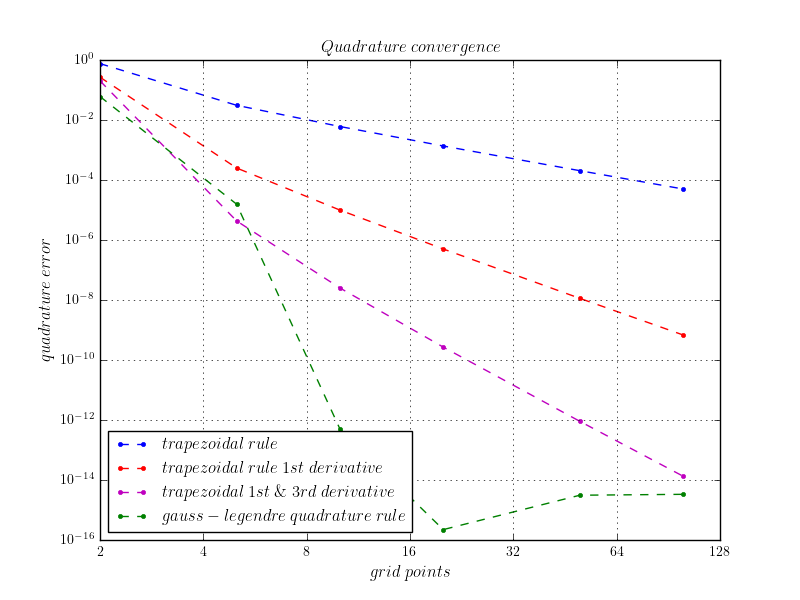 Quadrature convergence
10^0
10^-2
10^-4
10^-6
10^-8
10^-10
10^-12
10^-14
10^-16
quadrature error
trapezoidal rule
trapezoidal rule 1st derivative
trapezoidal 1st & 3rd derivative
gauss − legendre quadrature rule
2 4 8 16 32 64 128
grid points